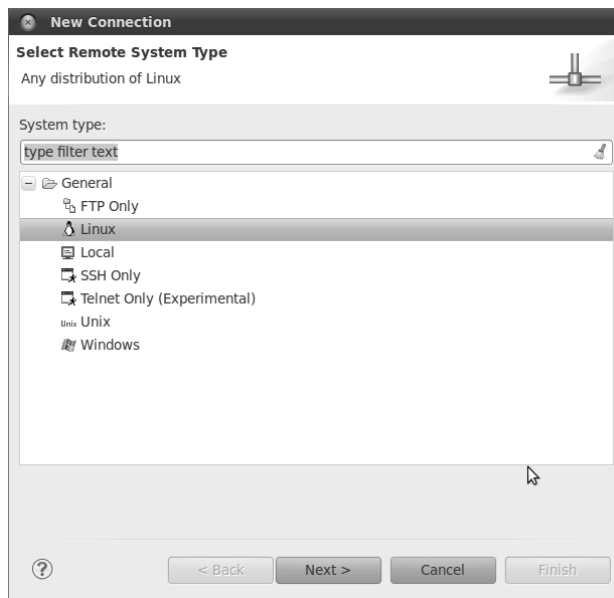 New Connection
Select Remote System Type
Any distribution of Linux
System type:
type filter text
General
FTP Only
Linux
Local
SSH Only
Telnet Only (Experimental)
Unix Unix
Windows
?
< Back Next > Cancel Finish